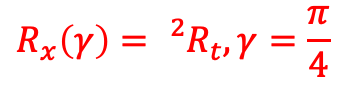 Rₓ(γ) = ²Rₜ, γ = π/4